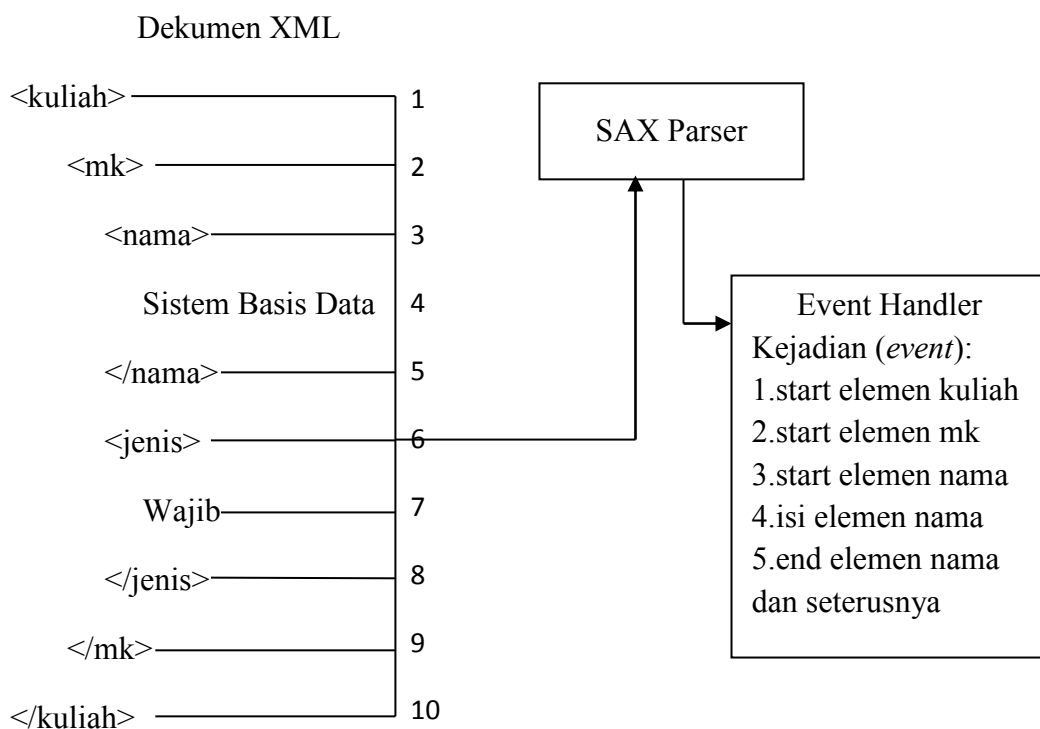 Dekumen XML
<kuliah> 1
<mk> 2
<nama> 3
Sistem Basis Data 4
</nama> 5
<jenis> 6
Wajib 7
</jenis> 8
</mk> 9
</kuliah> 10
SAX Parser
Event Handler
Kejadian (event):
1.start elemen kuliah
2.start elemen mk
3.start elemen nama
4.isi elemen nama
5.end elemen nama
dan seterusnya